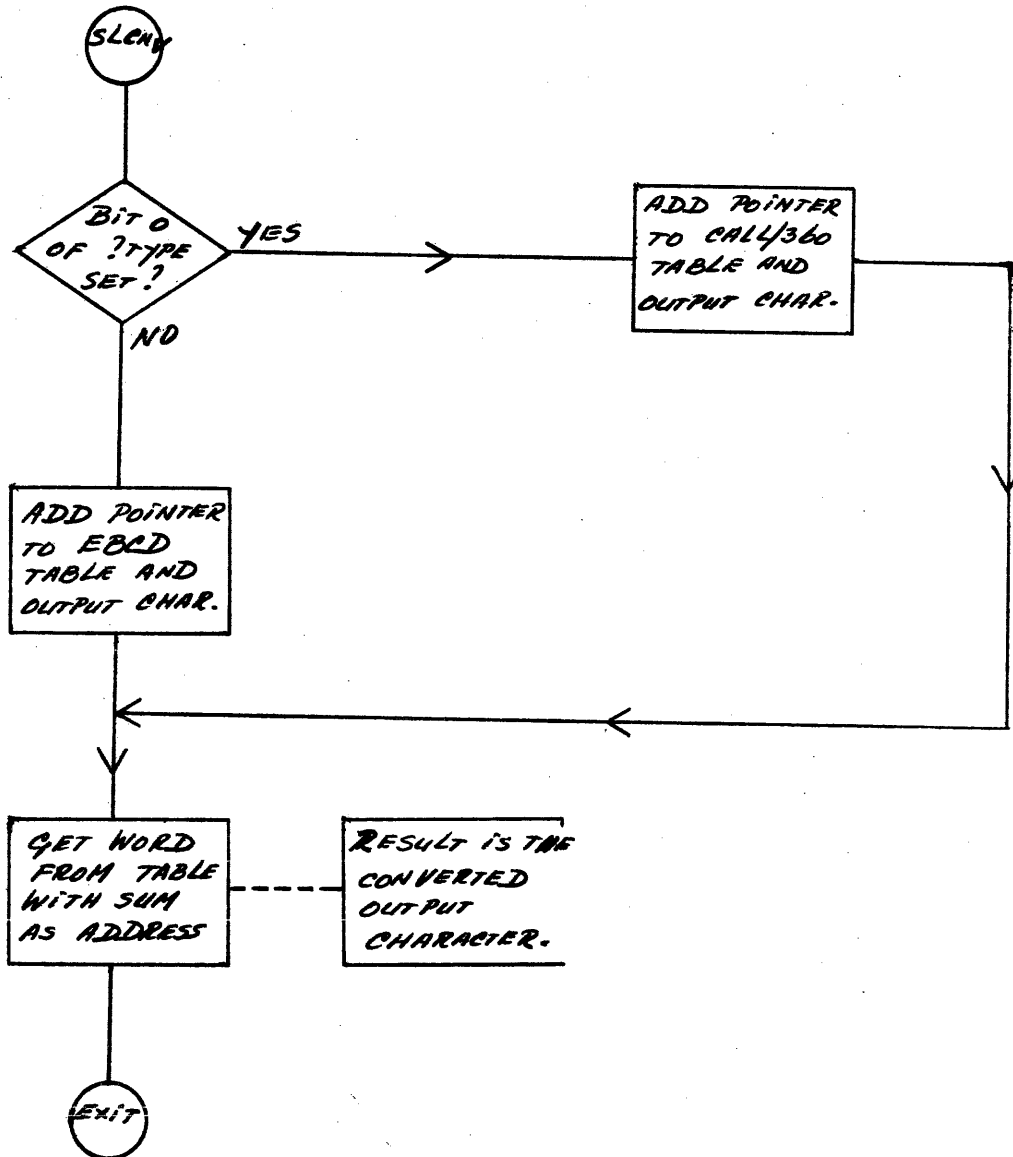 SLCNV
BIT 0
OF ?TYPE
SET?
YES
NO
ADD POINTER
TO CALL/360
TABLE AND
OUTPUT CHAR.
ADD POINTER
TO EBCD
TABLE AND
OUTPUT CHAR.
GET WORD
FROM TABLE
WITH SUM
AS ADDRESS
RESULT IS THE
CONVERTED
OUTPUT
CHARACTER.
EXIT